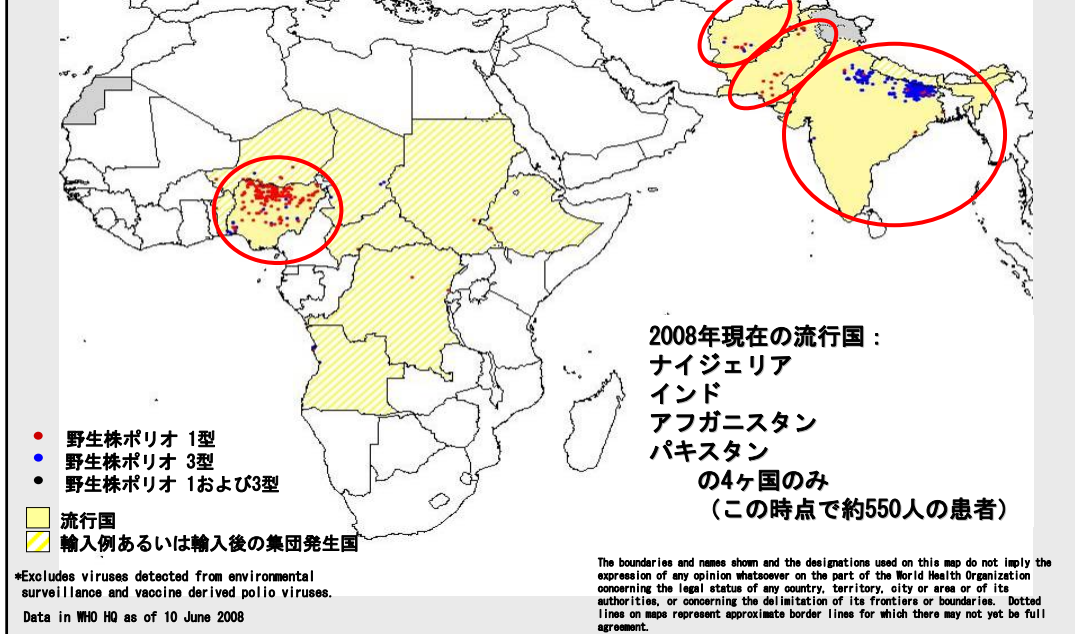 2008年現在の流行国：
ナイジェリア
インド
アフガニスタン
パキスタン
の4ヶ国のみ
（この時点で約550人の患者）
野生株ポリオ 1型
野生株ポリオ 3型
野生株ポリオ 1および3型
流行国
輸入例あるいは輸入後の集団発生国
*Excludes viruses detected from environmental
surveillance and vaccine derived polio viruses.
Data in WHO HQ as of 10 June 2008
The boundaries and names shown and the designations used on this map do not imply the
expression of any opinion whatsoever on the part of the World Health Organization
concerning the legal status of any country, territory, city or area or of its
authorities, or concerning the delimitation of its frontiers or boundaries. Dotted
lines on maps represent approximate border lines for which there may not yet be full
agreement.